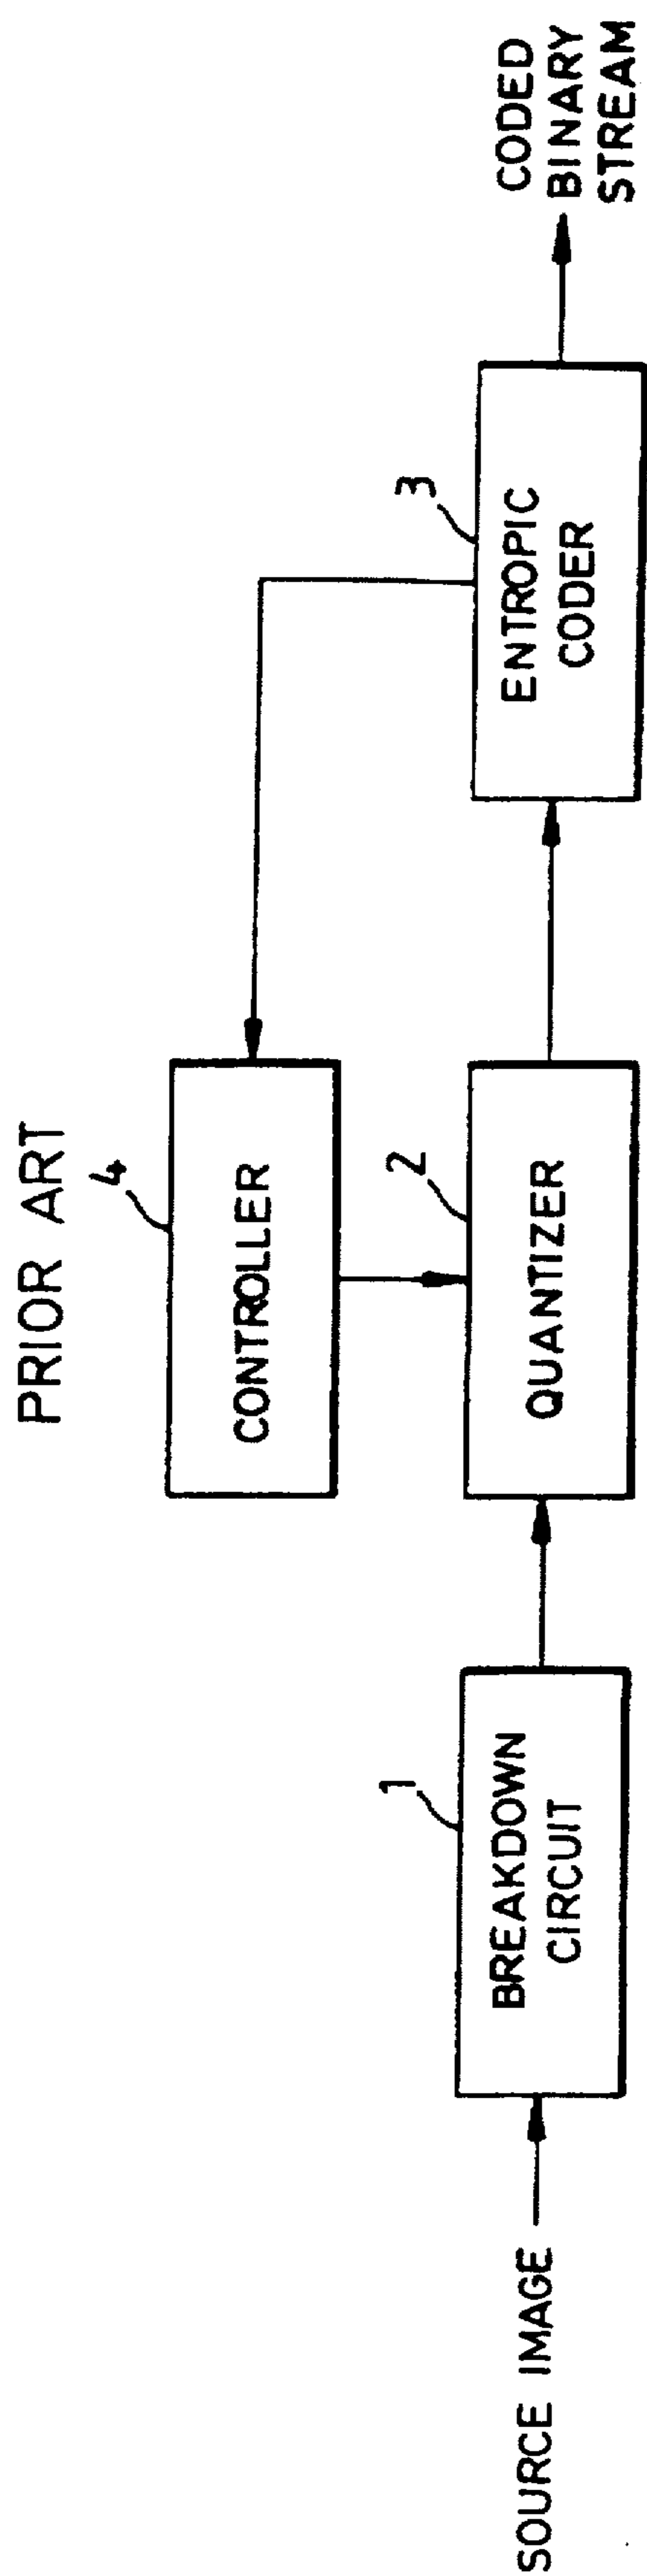 PRIOR ART
4
CONTROLLER
SOURCE IMAGE
1
BREAKDOWN
CIRCUIT
2
QUANTIZER
3
ENTROPIC
CODER
CODED
BINARY
STREAM